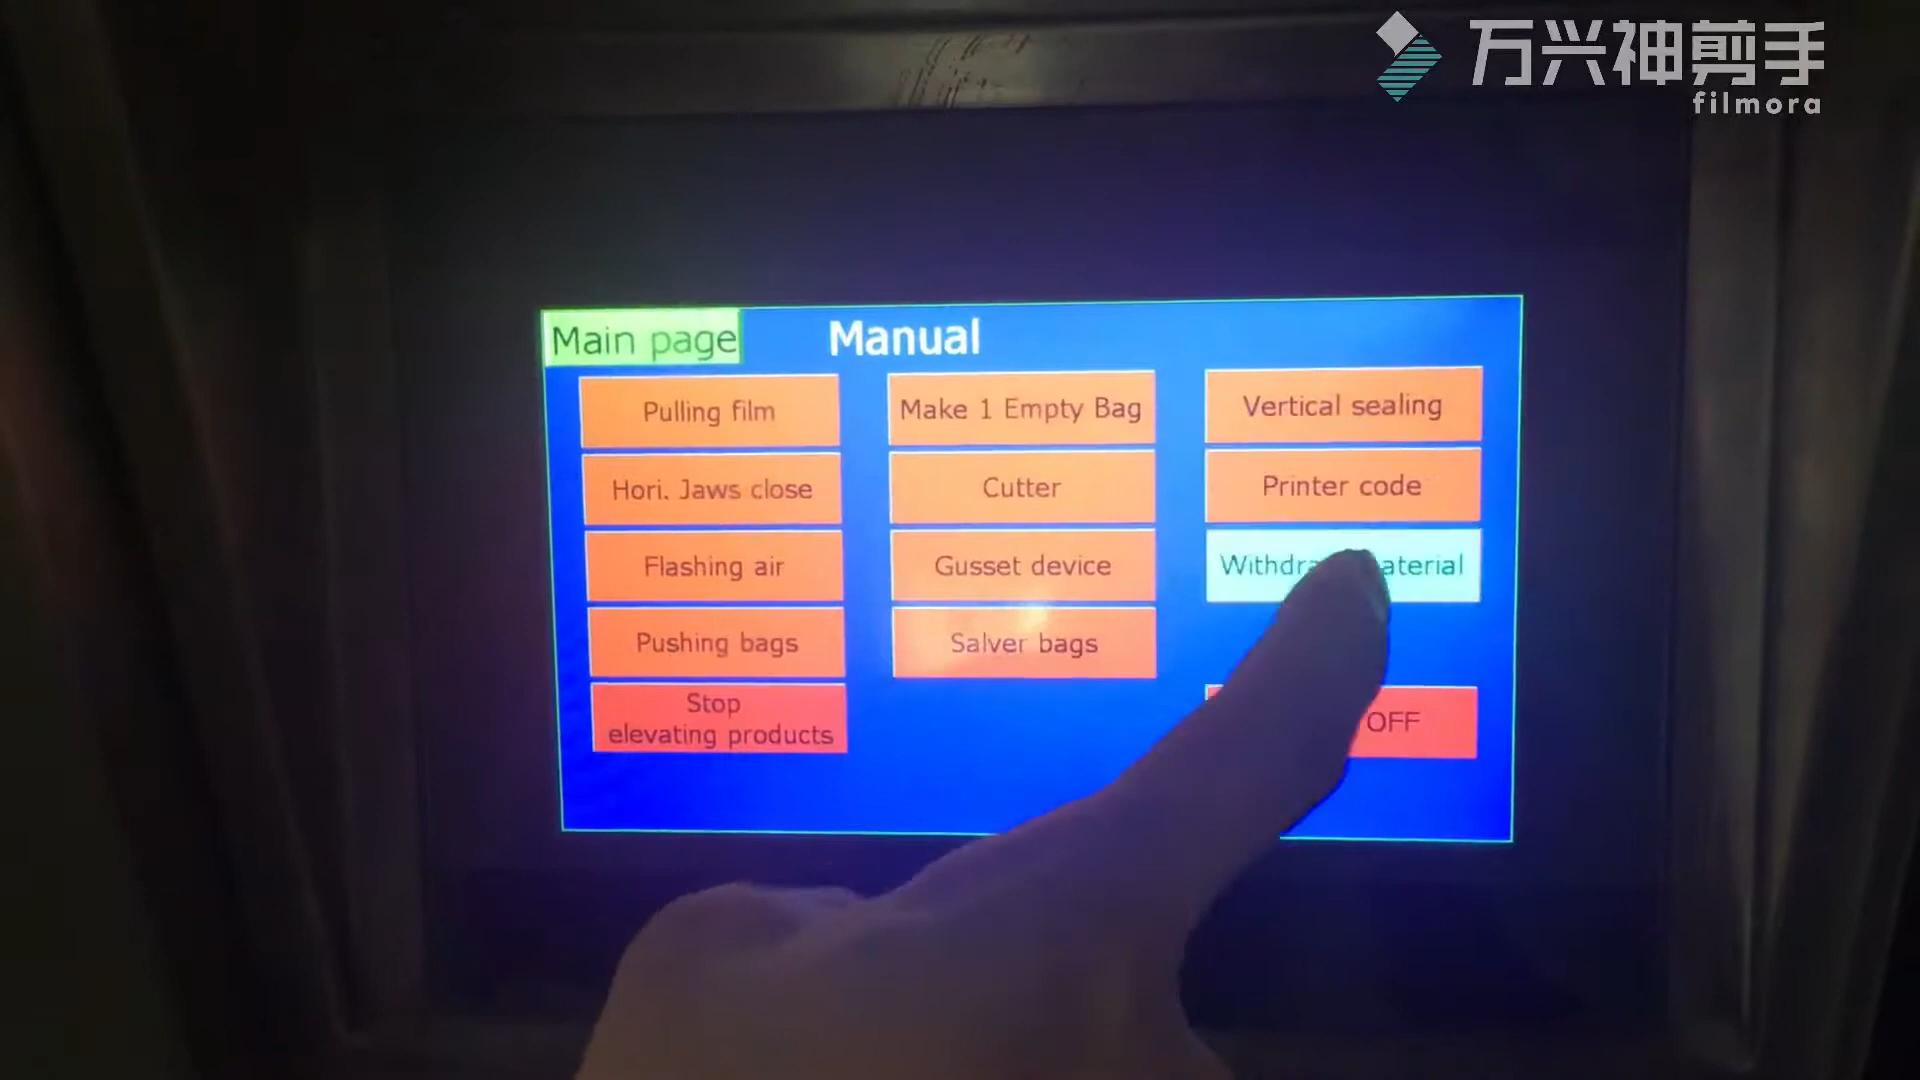 万兴神剪手
filmora
Main page
Manual
Pulling film
Make 1 Empty Bag
Vertical sealing
Hori. Jaws close
Cutter
Printer code
Flashing air
Gusset device
Pushing bags
Salver bags
Stop
elevating products
OFF